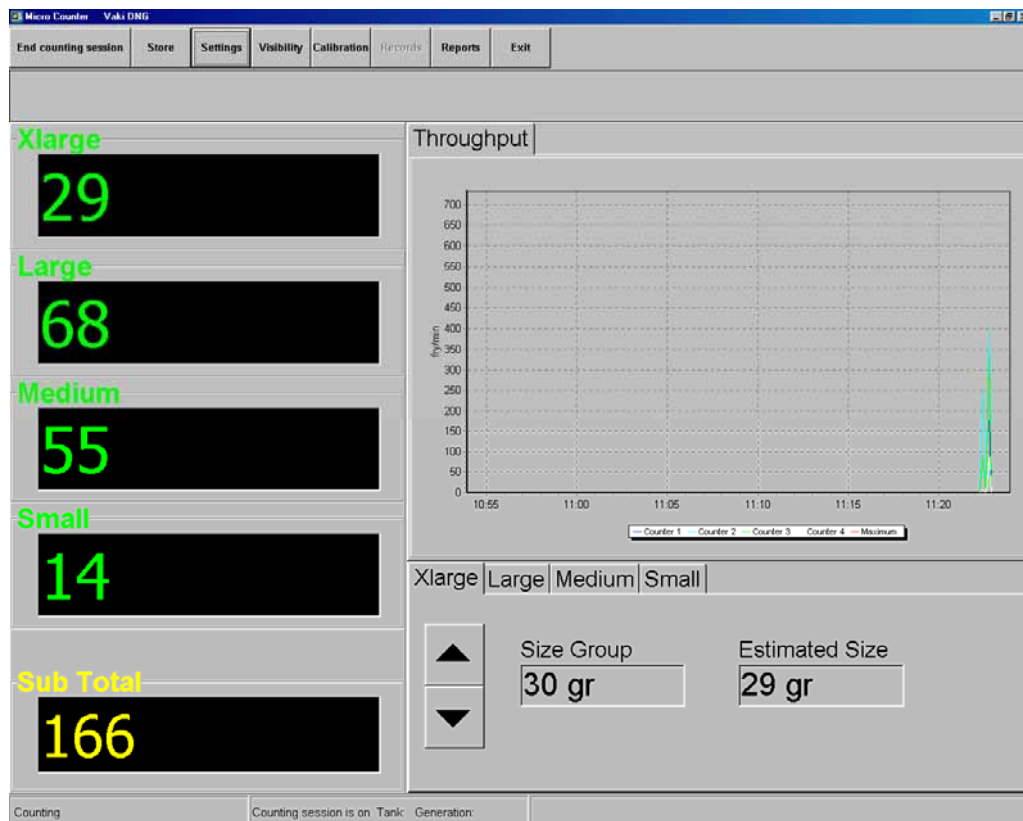 Micro Counter Vaki DNG
End counting session Store Settings Visibility Calibration Records Reports Exit
Xlarge
29
Large
68
Medium
55
Small
14
Sub Total
166
Throughput
700
650
600
550
500
450
400
350
300
250
200
150
100
50
0
fry/min
10:55 11:00 11:05 11:10 11:15 11:20
Counter 1 Counter 2 Counter 3 Counter 4 Maximum
Xlarge Large Medium Small
Size Group Estimated Size
30 gr 29 gr
Counting Counting session is on Tank: Generation: